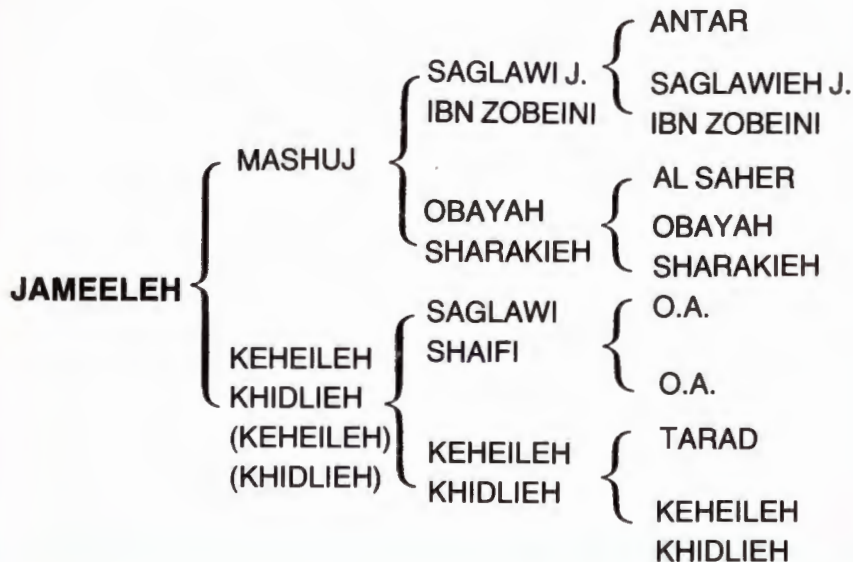 JAMEELEH
MASHUJ
KEHEILEH
KHIDLIEH
(KEHEILEH)
(KHIDLIEH)
SAGLAWI J.
IBN ZOBEINI
OBAYAH
SHARAKIEH
SAGLAWI
SHAIFI
KEHEILEH
KHIDLIEH
ANTAR
SAGLAWIEH J.
IBN ZOBEINI
AL SAHER
OBAYAH
SHARAKIEH
O.A.
O.A.
TARAD
KEHEILEH
KHIDLIEH